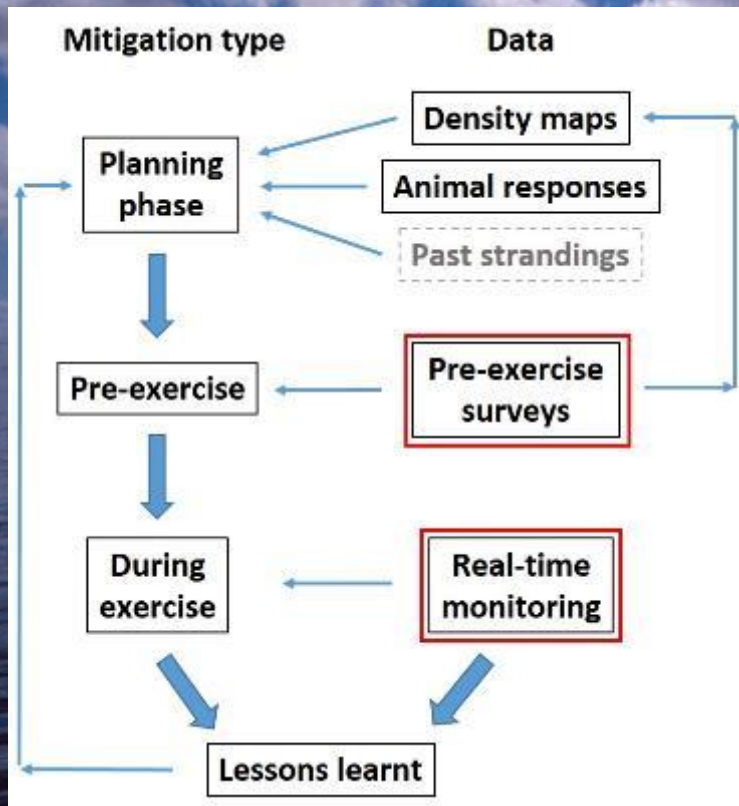 Mitigation type
Data
Density maps
Planning
phase
Animal responses
Past strandings
Pre-exercise
Pre-exercise
surveys
During
exercise
Real-time
monitoring
Lessons learnt